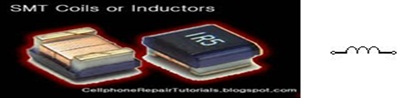 SMT Coils or Inductors
1R5
CellphoneRepairTutorials.blogspot.com